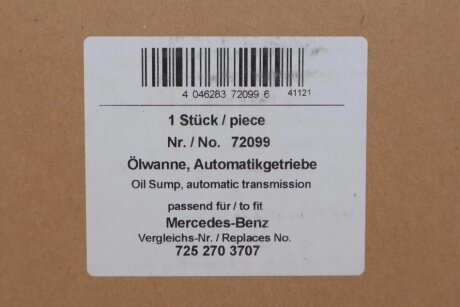 4 046283 72099 6 41121
1 Stück / piece
Nr. / No. 72099
Ölwanne, Automatikgetriebe
Oil Sump, automatic transmission
passend für / to fit
Mercedes-Benz
Vergleichs-Nr. / Replaces No.
725 270 3707